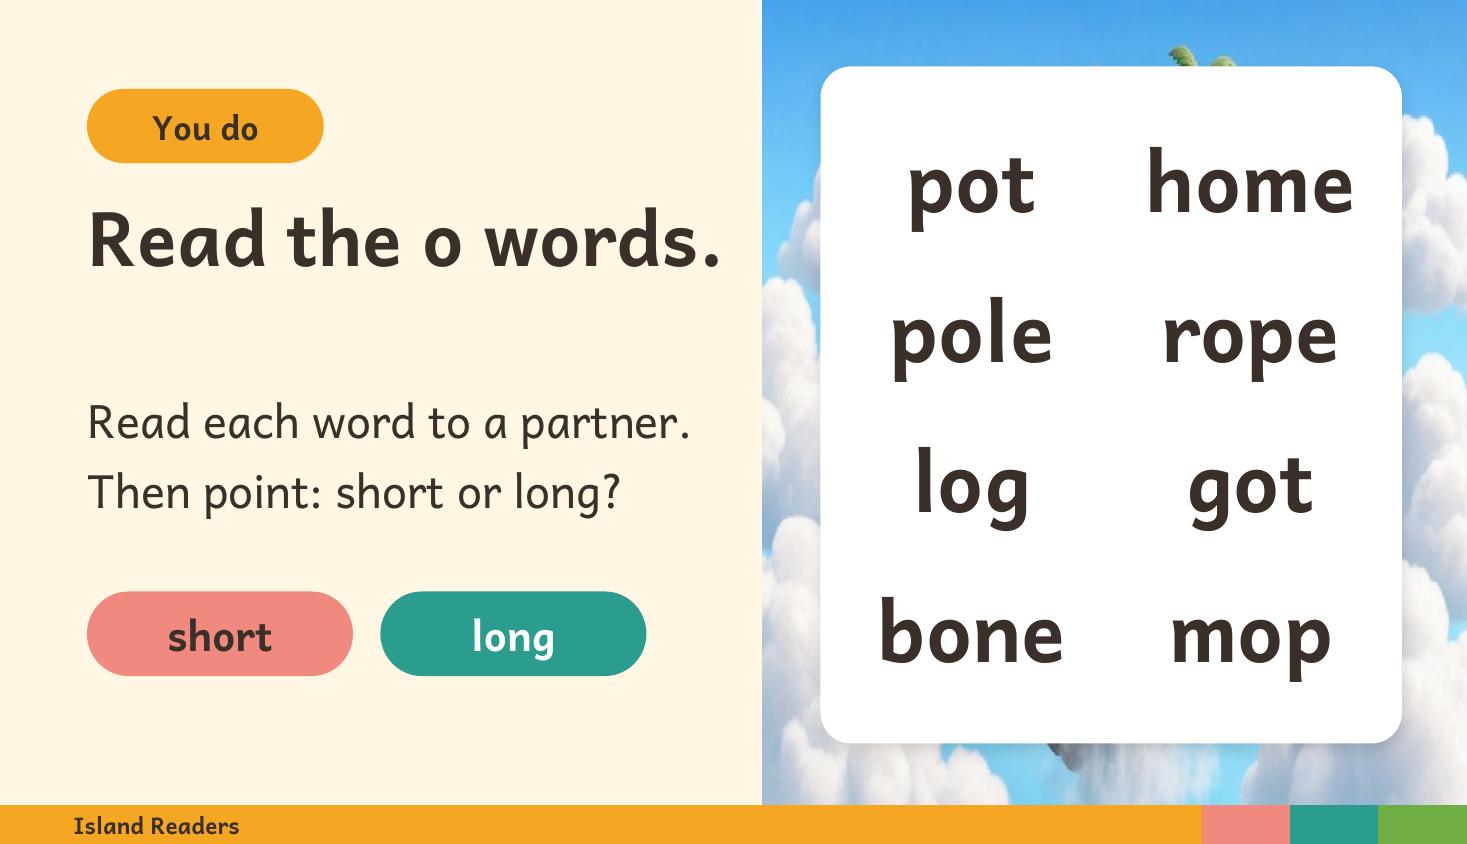 You do
Read the o words.
Read each word to a partner.
Then point: short or long?
short
long
pot
home
pole
rope
log
got
bone
mop
Island Readers